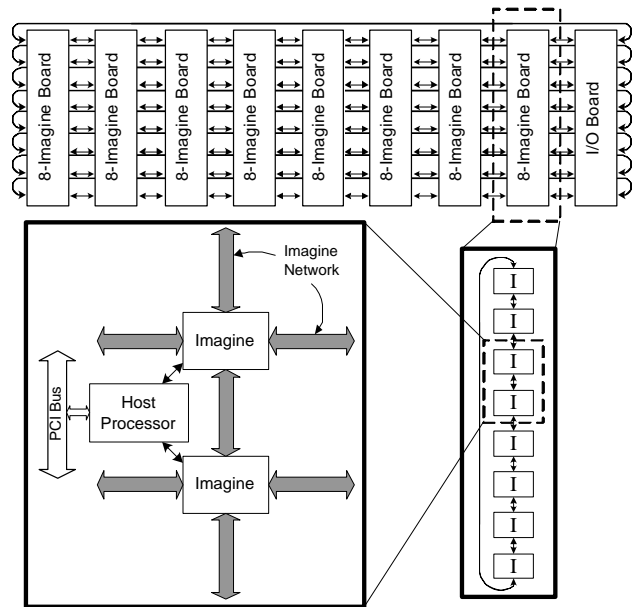 8-Imagine Board
8-Imagine Board
8-Imagine Board
8-Imagine Board
8-Imagine Board
8-Imagine Board
8-Imagine Board
8-Imagine Board
I/O Board
Imagine
Network
Imagine
PCI Bus
Host
Processor
Imagine
I
I
I
I
I
I
I
I